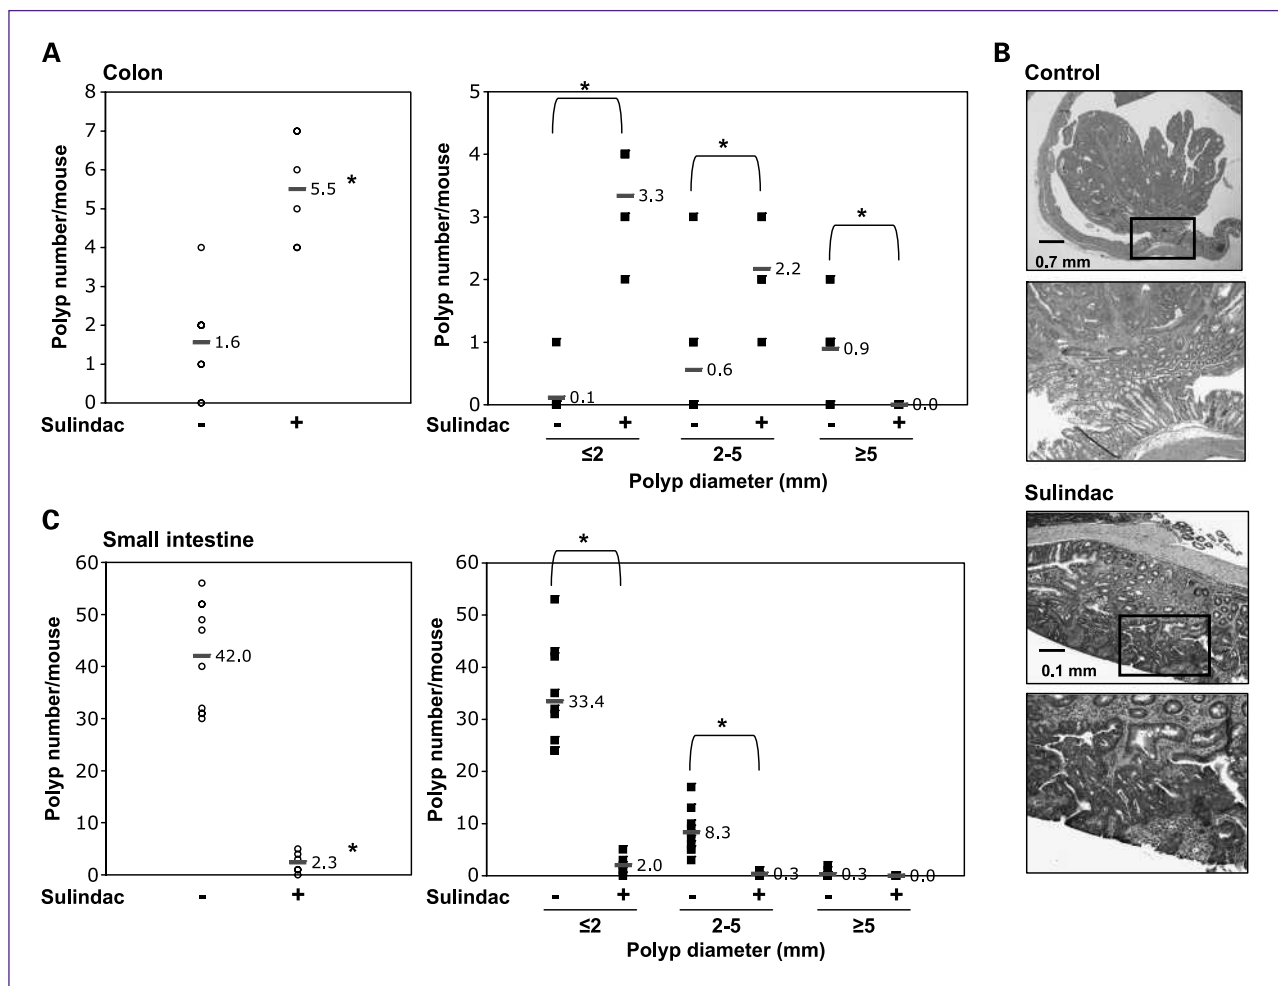 A
Colon
8
7
6
5
4
3
2
1
0
Polyp number/mouse
1.6
5.5
*
Sulindac - +
5
4
3
2
1
0
Polyp number/mouse
*
*
*
0.1
3.3
0.6
2.2
0.9
0.0
Sulindac - + - + - +
≤2 2-5 ≥5
Polyp diameter (mm)
B
Control
0.7 mm
Sulindac
0.1 mm
C
Small intestine
60
50
40
30
20
10
0
Polyp number/mouse
42.0
2.3
*
Sulindac - +
60
50
40
30
20
10
0
Polyp number/mouse
*
*
33.4
2.0
8.3
0.3
0.3
0.0
Sulindac - + - + - +
≤2 2-5 ≥5
Polyp diameter (mm)